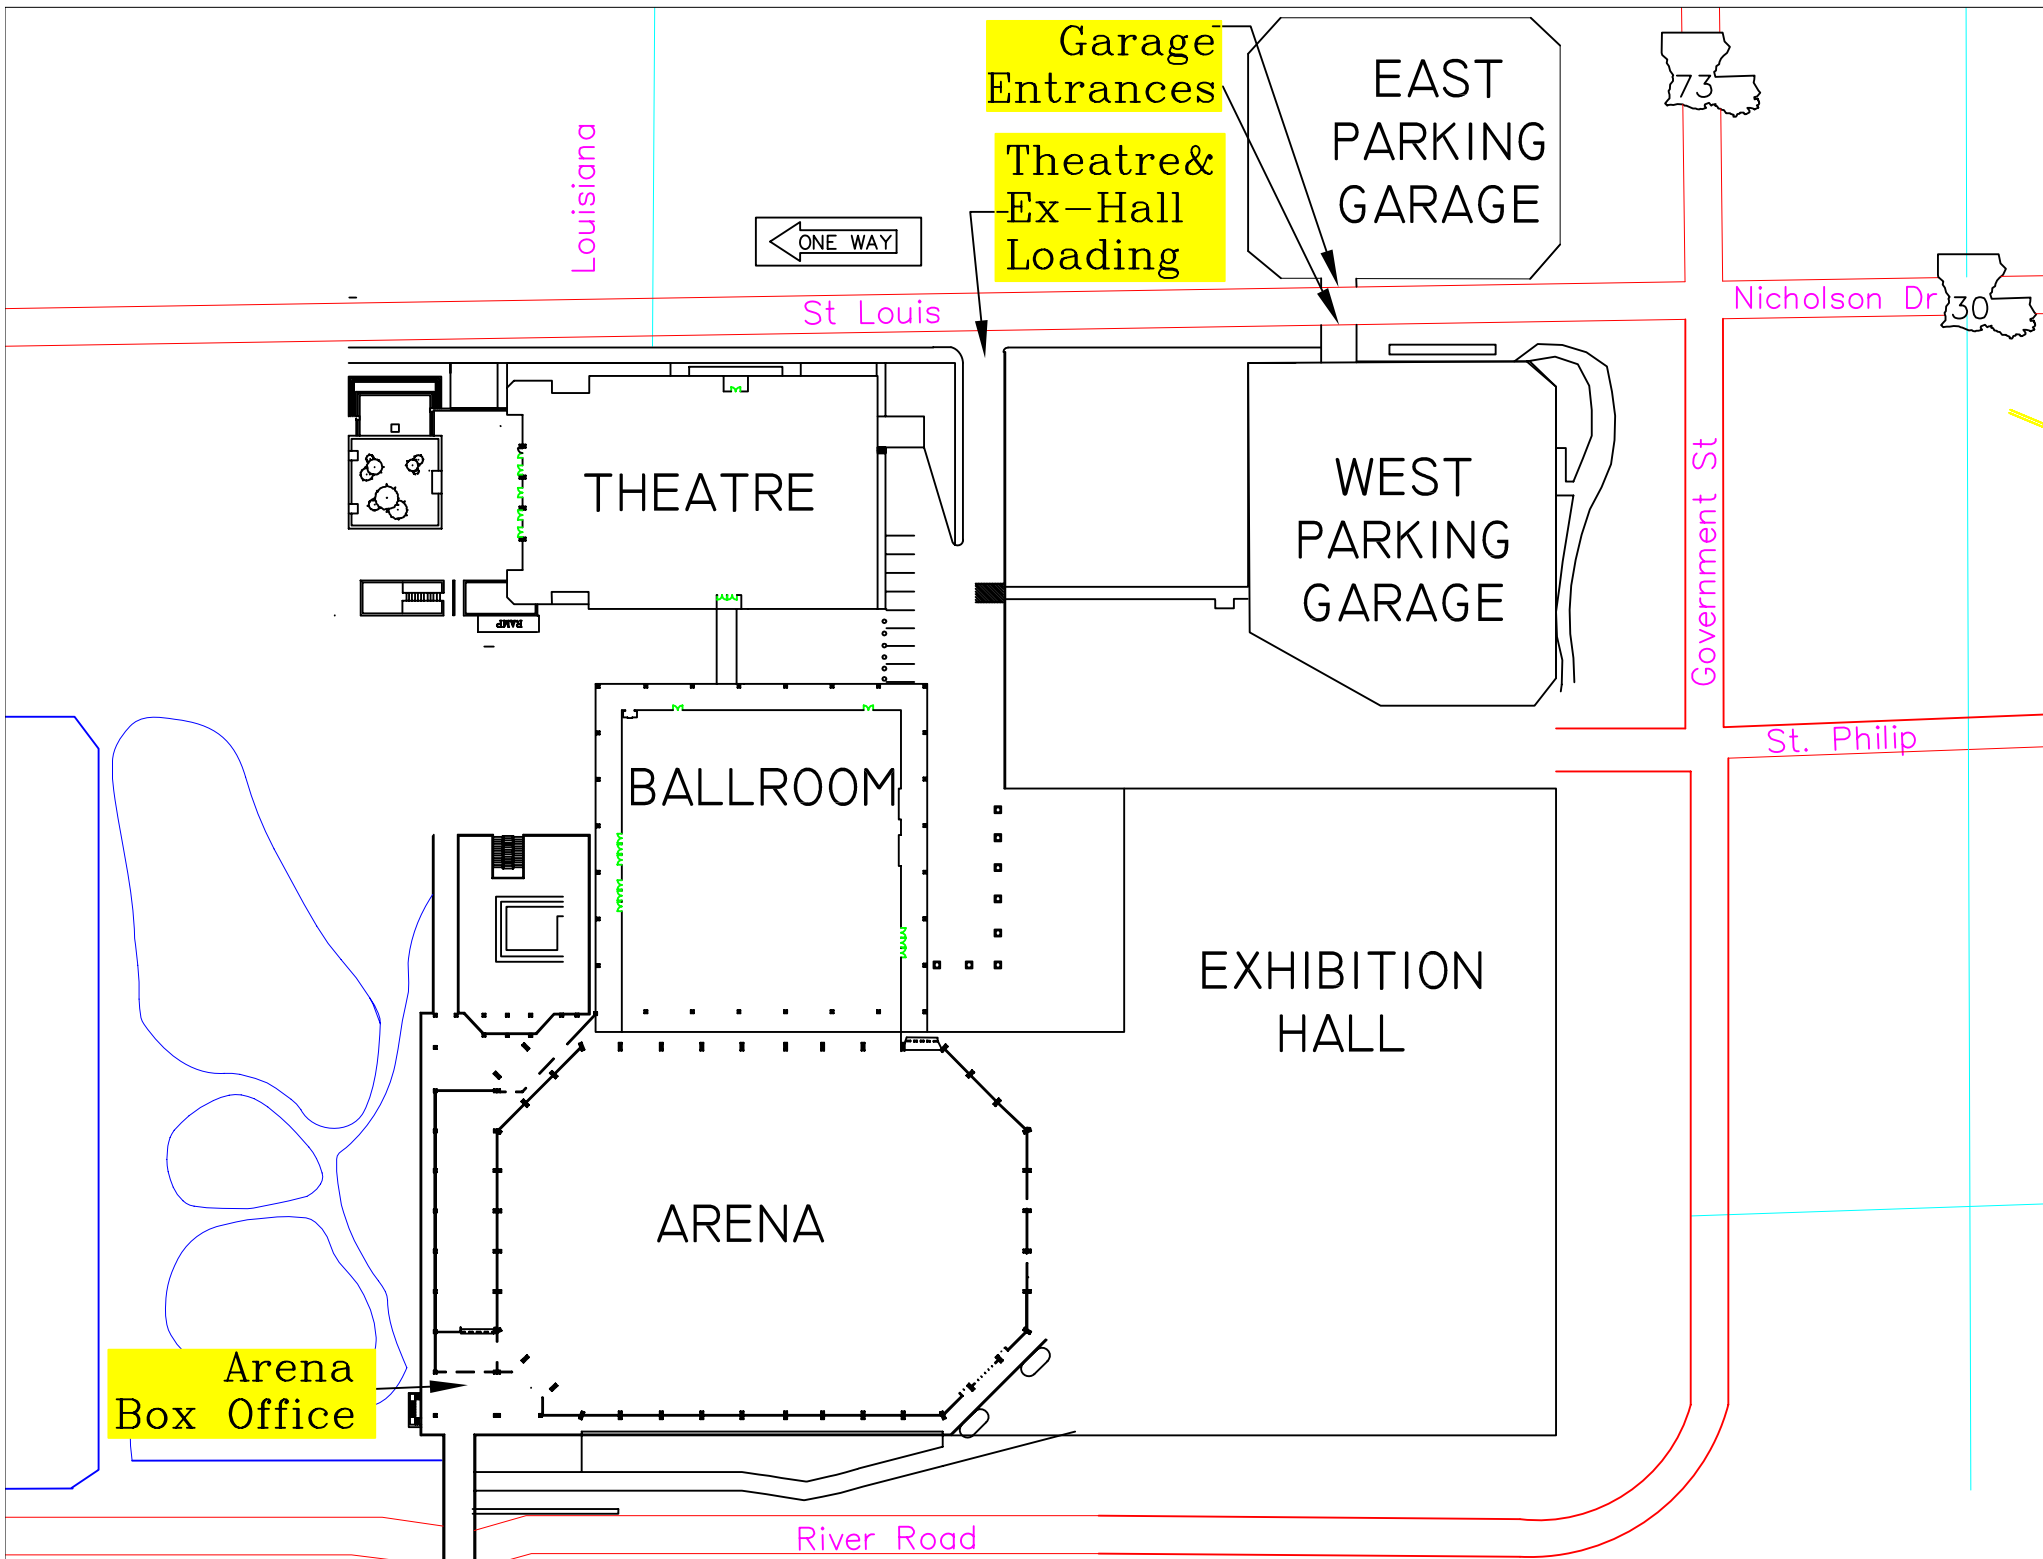 Garage
Entrances
EAST
PARKING
GARAGE
73
Theatre&
Ex-Hall
Loading
Louisiana
ONE WAY
St Louis
Nicholson Dr
30
THEATRE
WEST
PARKING
GARAGE
Government St
RAMP
St. Philip
BALLROOM
EXHIBITION
HALL
ARENA
Arena
Box Office
River Road